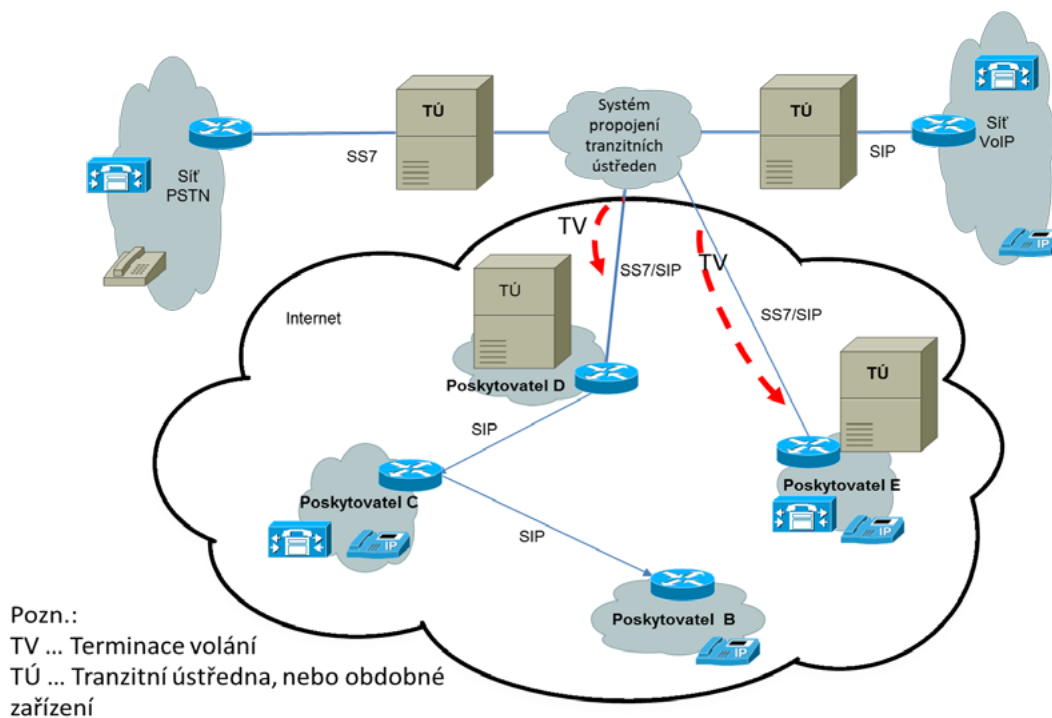 TÚ
Systém
propojení
tranzitních
ústředen
TÚ
SS7
SIP
Síť
PSTN
Síť
VoIP
IP
TV
TV
SS7/SIP
TÚ
Internet
SS7/SIP
Poskytovatel D
TÚ
SIP
Poskytovatel C
IP
Poskytovatel E
IP
SIP
Poskytovatel B
IP
Pozn.:
TV ... Terminace volání
TÚ ... Tranzitní ústředna, nebo obdobné
zařízení